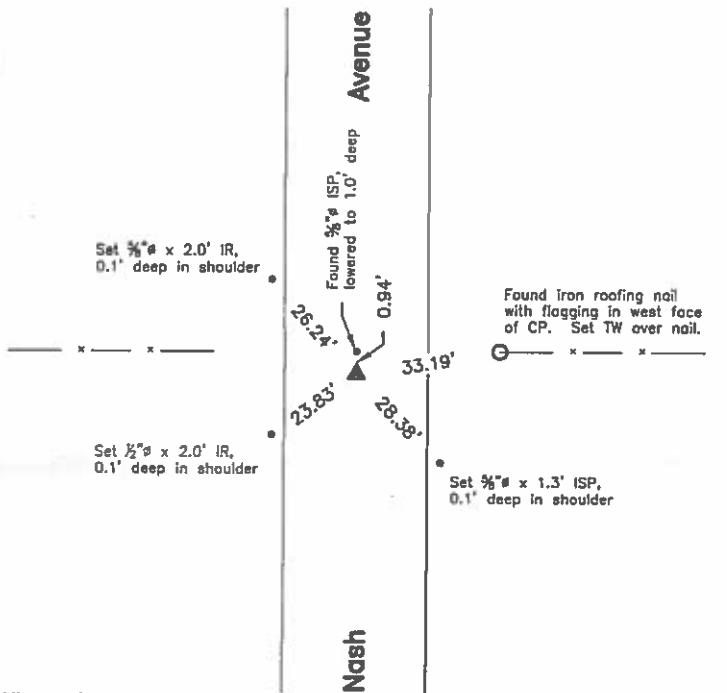 Avenue
Found ⅝"ø ISP,
lowered to 1.0' deep
0.94'
Set ⅝"ø x 2.0' IR,
0.1' deep in shoulder
26.24'
Found iron roofing nail
with flagging in west face
of CP. Set TW over nail.
33.19'
23.83'
28.38'
Set ½"ø x 2.0' IR,
0.1' deep in shoulder
Set ⅝"ø x 1.3' ISP,
0.1' deep in shoulder
Nash